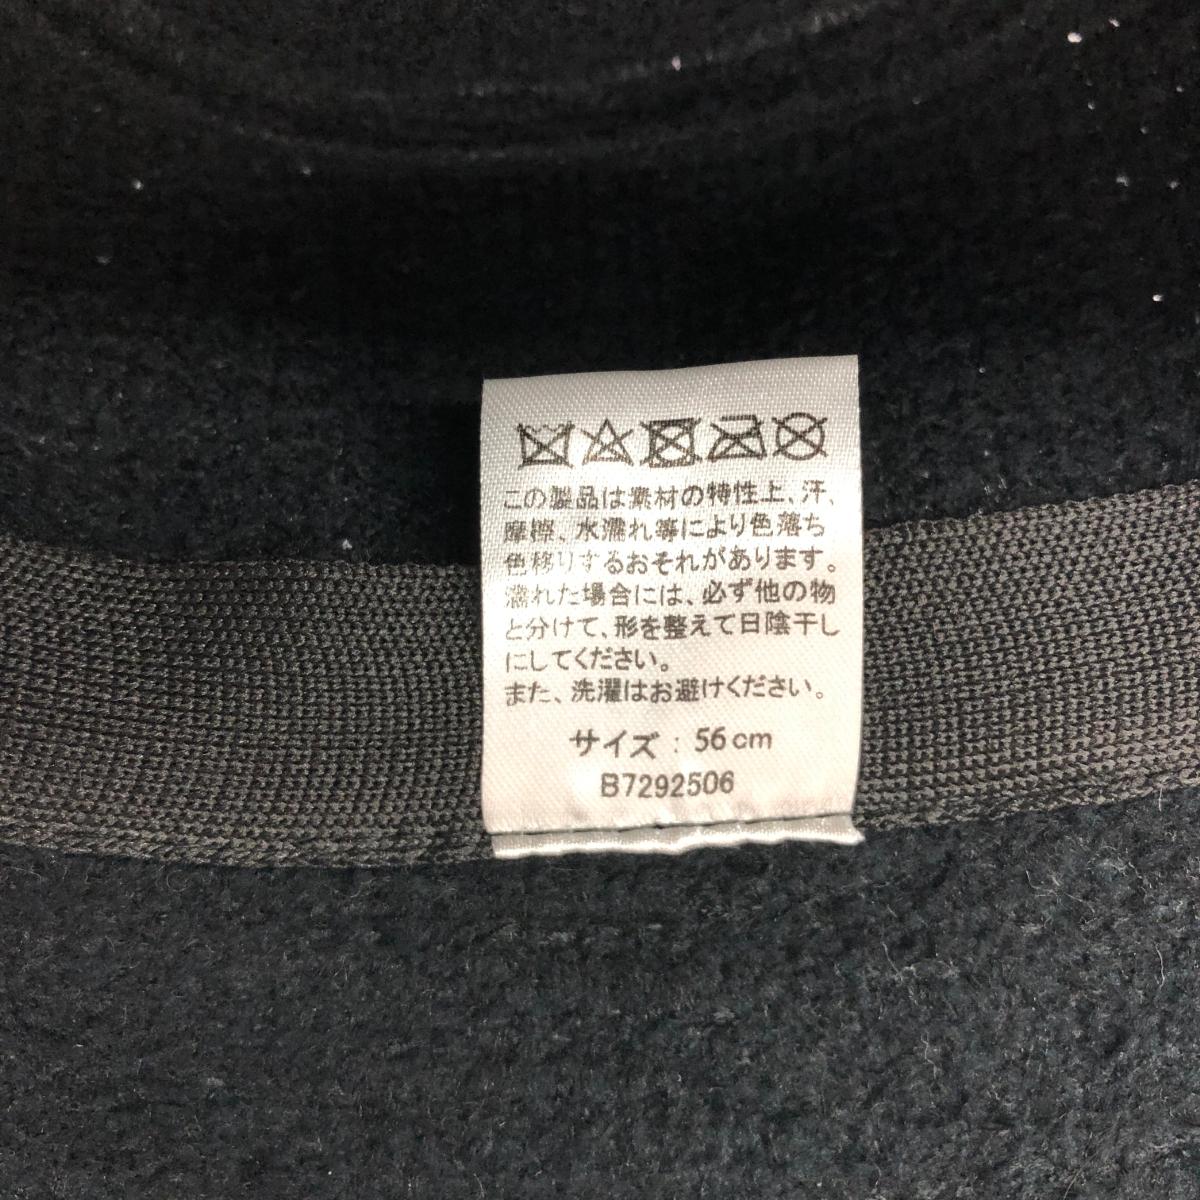 この製品は素材の特性上、汗、
摩擦、水濡れ等により色落ち
色移りするおそれがあります。
濡れた場合には、必ず他の物
と分けて、形を整えて日陰干し
にしてください。
また、洗濯はお避けください。
サイズ : 56cm
B7292506